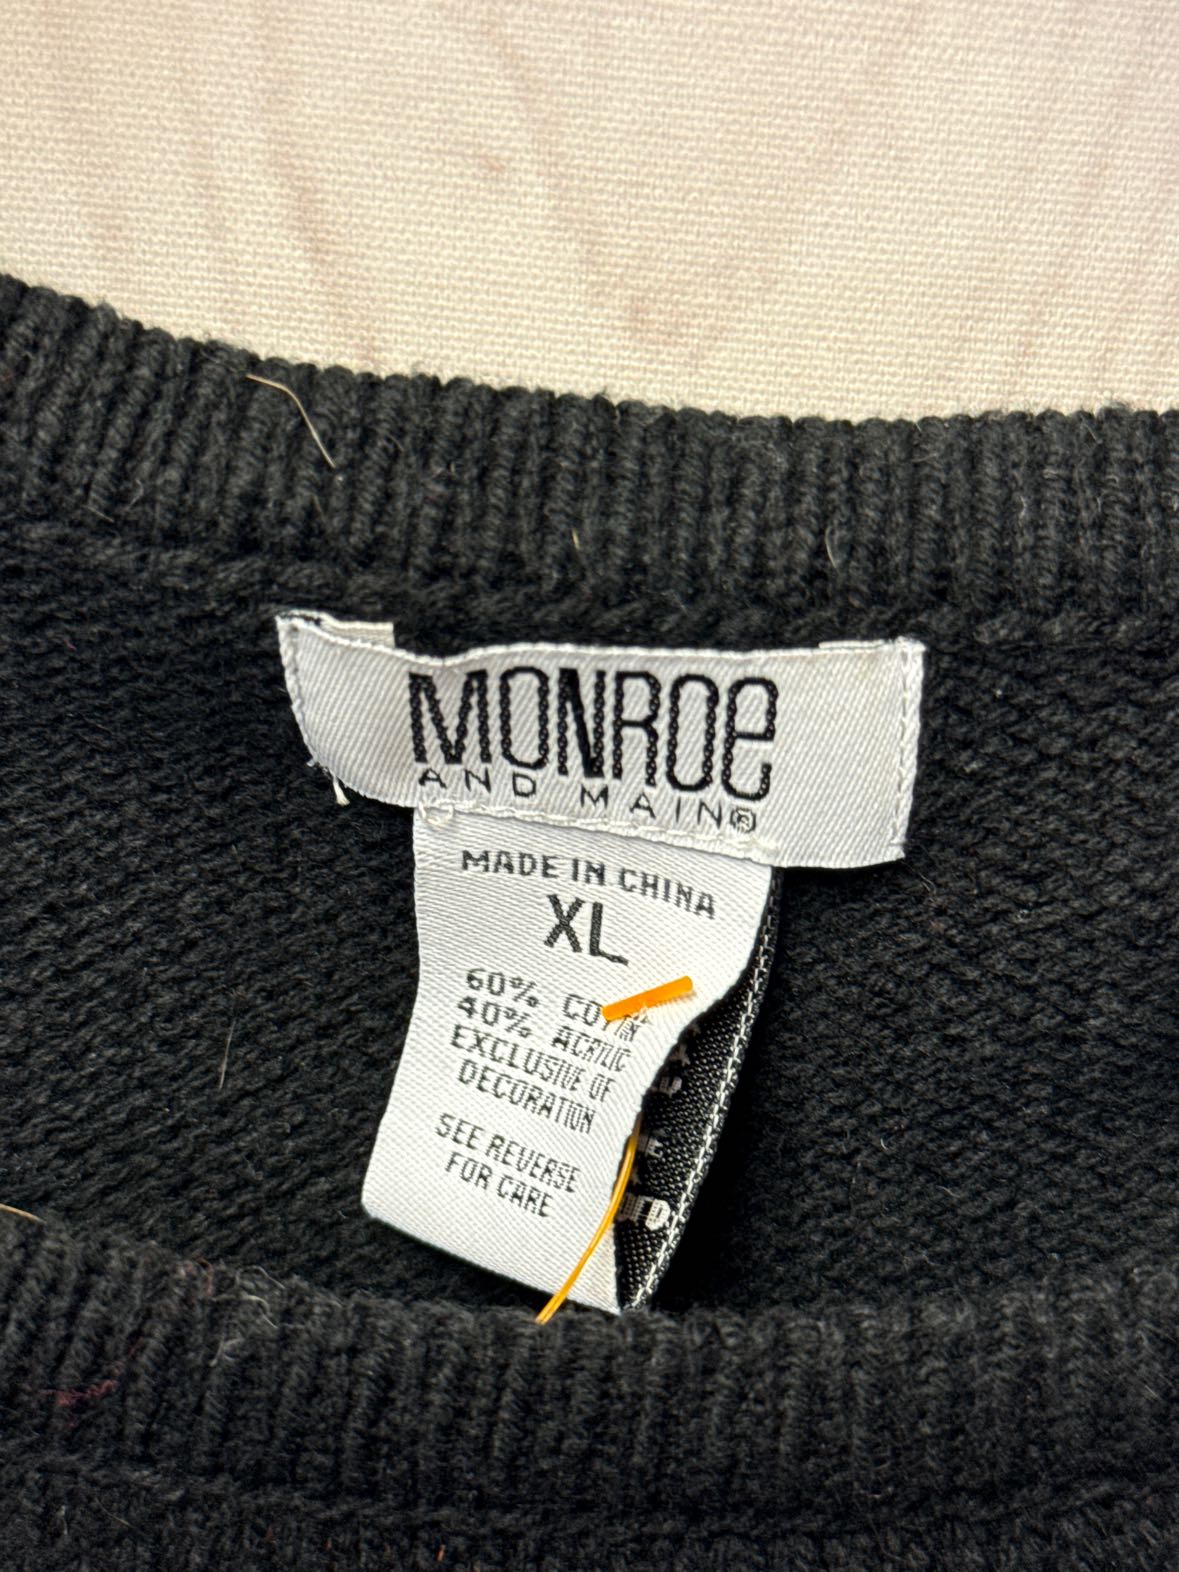 MONROE
AND MAIN®
MADE IN CHINA
XL
60% COTTON
40% ACRYLIC
EXCLUSIVE OF
DECORATION
SEE REVERSE
FOR CARE